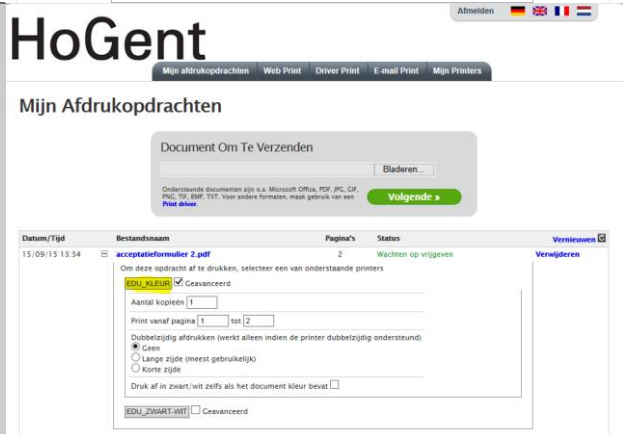 Afmelden
HoGent
Mijn afdrukopdrachten Web Print Driver Print E-mail Print Mijn Printers
Mijn Afdrukopdrachten
Document Om Te Verzenden
Bladeren...
Ondersteunde documenten zijn o.a. Microsoft Office, PDF, JPG, GIF,
PNG, TIF, BMP, TXT. Voor andere formaten, maak gebruik van een
Print driver.
Volgende »
Datum/Tijd Bestandsnaam Pagina's Status Vernieuwen
15/09/15 13:34 acceptatieformulier 2.pdf 2 Wachten op vrijgeven Verwijderen
Om deze opdracht af te drukken, selecteer een van onderstaande printers
EDU_KLEUR Geavanceerd
Aantal kopieën 1
Print vanaf pagina 1 tot 2
Dubbelzijdig afdrukken (werkt alleen indien de printer dubbelzijdig ondersteund)
Geen
Lange zijde (meest gebruikelijk)
Korte zijde
Druk af in zwart/wit zelfs als het document kleur bevat
EDU_ZWART-WIT Geavanceerd